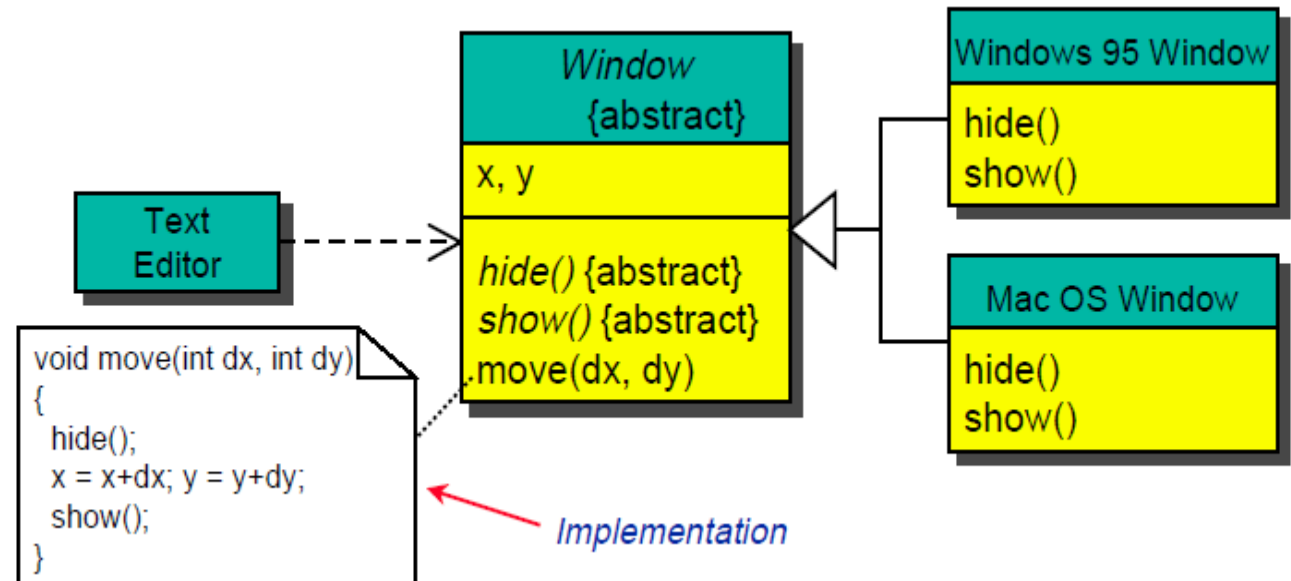 Window
{abstract}
x, y
hide() {abstract}
show() {abstract}
move(dx, dy)
Text
Editor
void move(int dx, int dy)
{
hide();
x = x+dx; y = y+dy;
show();
}
Implementation
Windows 95 Window
hide()
show()
Mac OS Window
hide()
show()